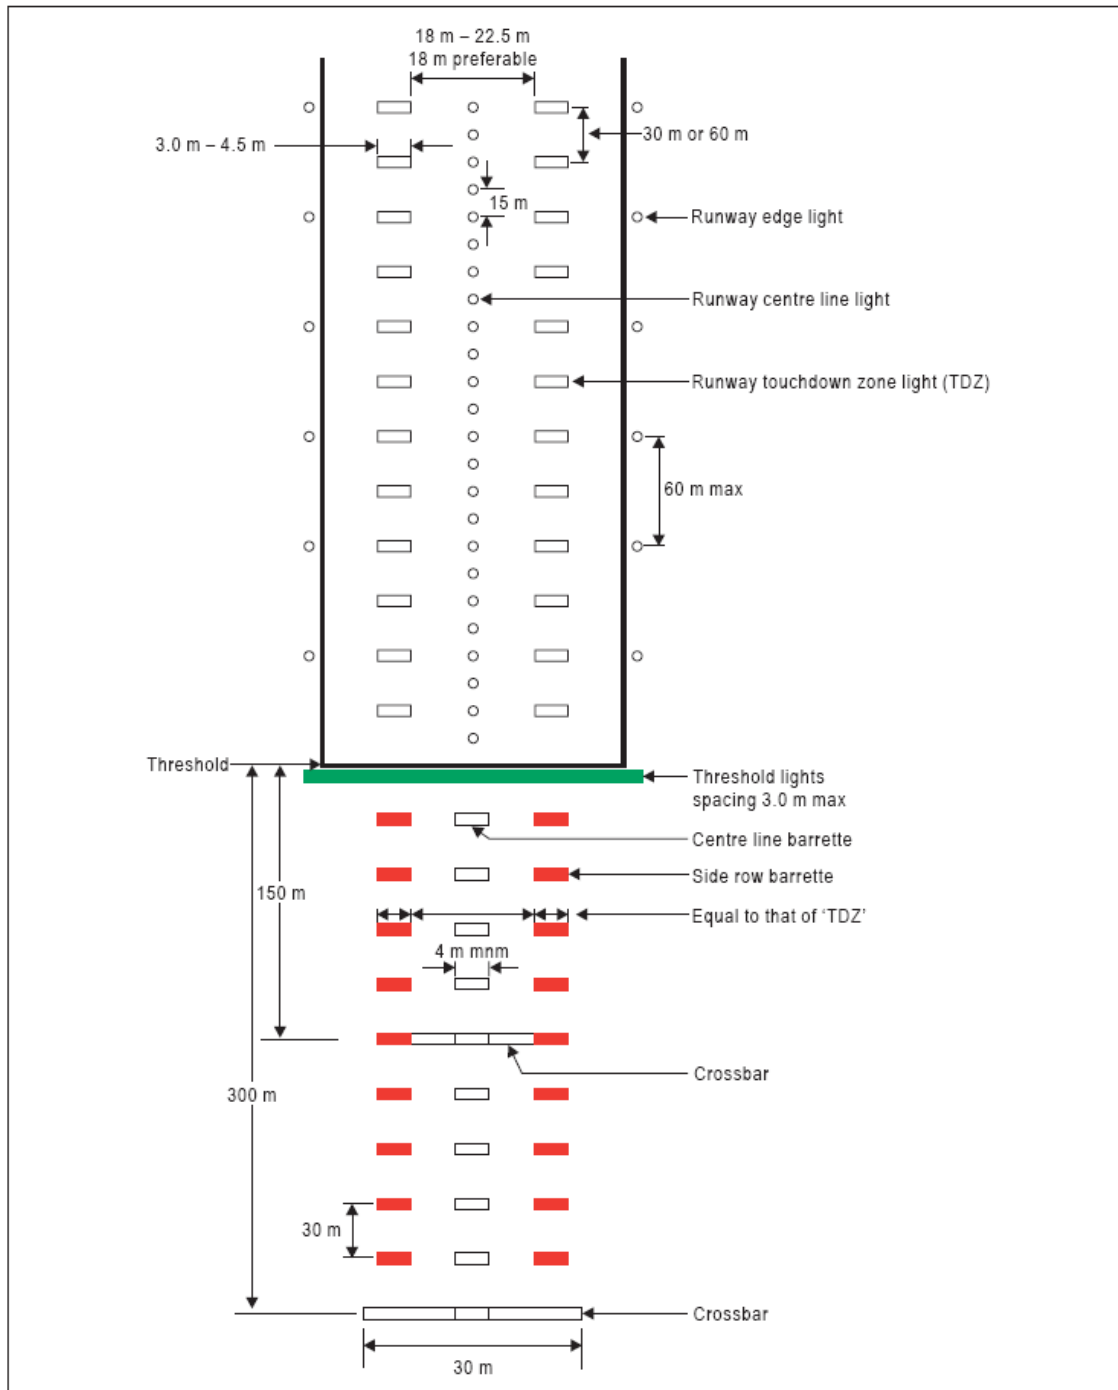 18 m – 22.5 m
18 m preferable
30 m or 60 m
3.0 m – 4.5 m
15 m
Runway edge light
Runway centre line light
Runway touchdown zone light (TDZ)
60 m max
Threshold
Threshold lights
spacing 3.0 m max
Centre line barrette
Side row barrette
150 m
Equal to that of ‘TDZ’
4 m mnm
Crossbar
300 m
30 m
Crossbar
30 m